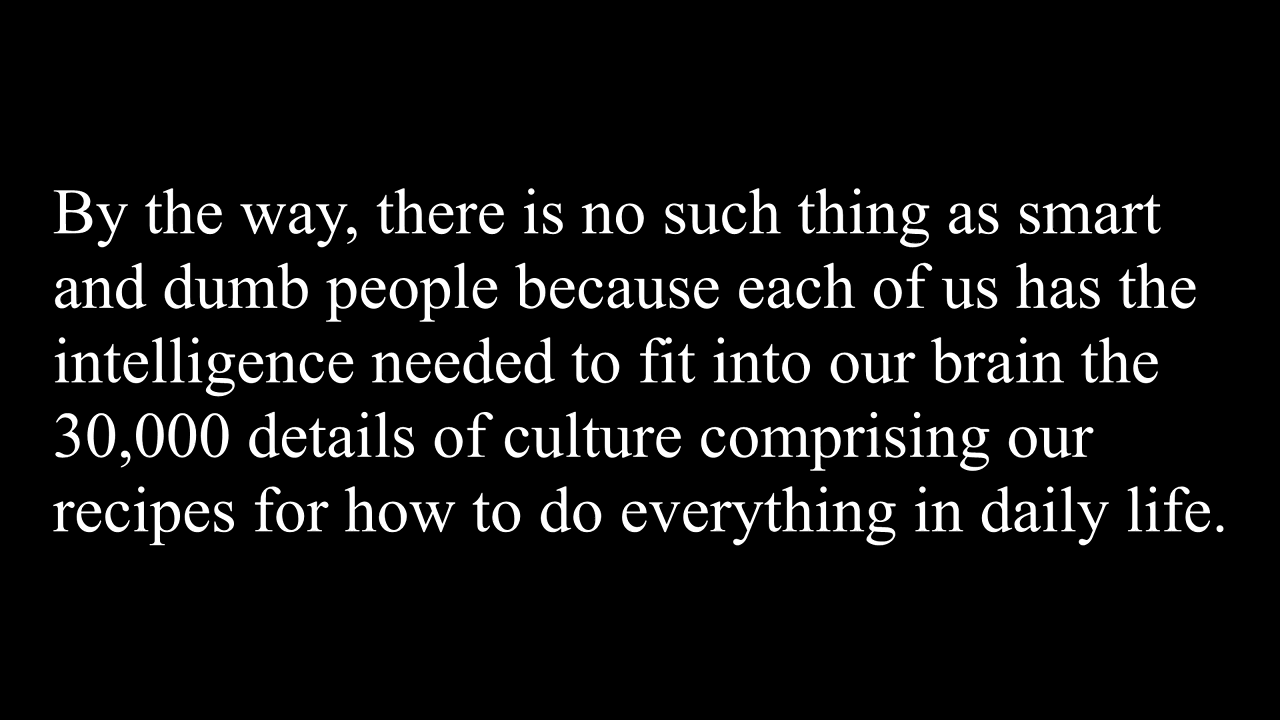 By the way, there is no such thing as smart
and dumb people because each of us has the
intelligence needed to fit into our brain the
30,000 details of culture comprising our
recipes for how to do everything in daily life.